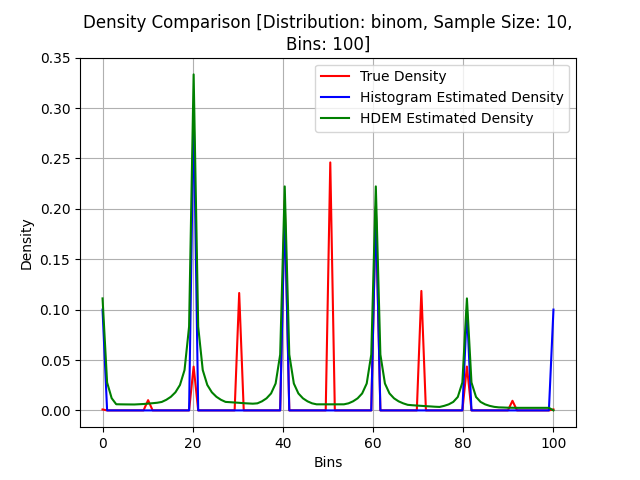 Density Comparison [Distribution: binom, Sample Size: 10,
Bins: 100]
True Density
Histogram Estimated Density
HDEM Estimated Density
0.35
0.30
0.25
0.20
0.15
0.10
0.05
0.00
Density
0 20 40 60 80 100
Bins